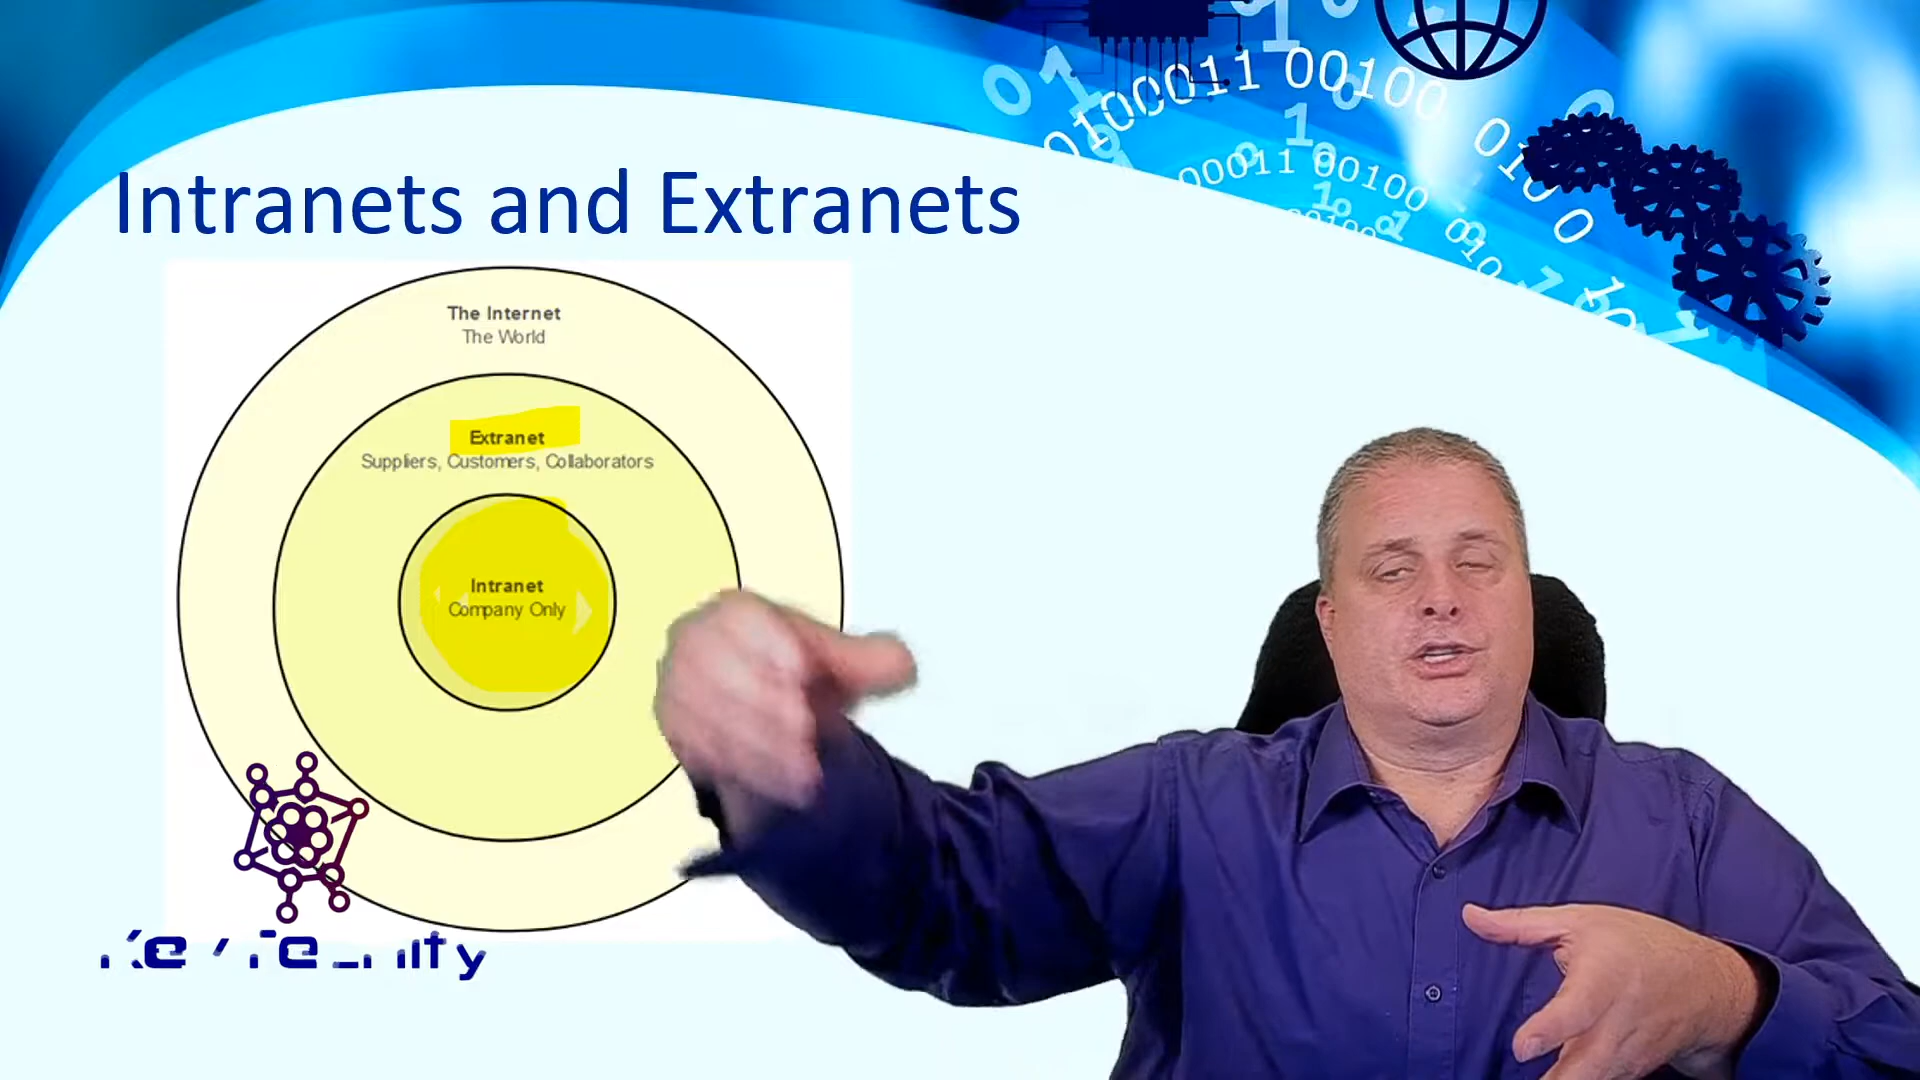 Intranets and Extranets
The Internet
The World
Extranet
Suppliers, Customers, Collaborators
Intranet
Company Only